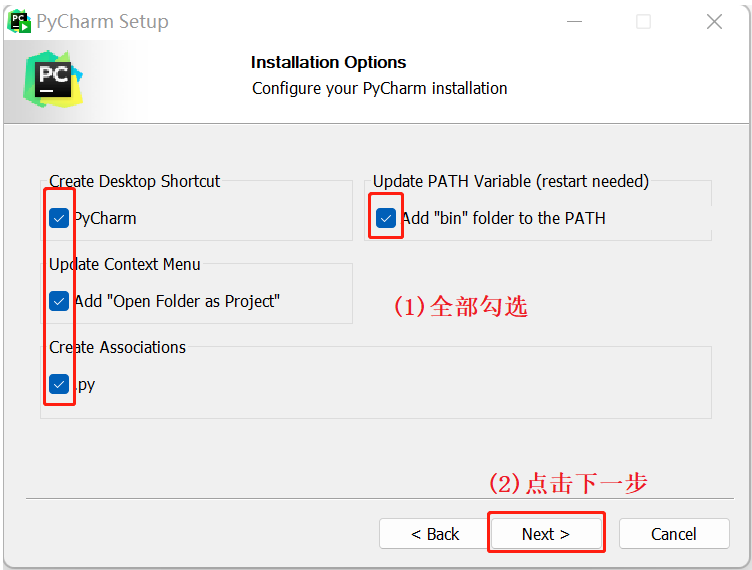 PyCharm Setup
PC
Installation Options
Configure your PyCharm installation
Create Desktop Shortcut
Update PATH Variable (restart needed)
PyCharm
Add "bin" folder to the PATH
Update Context Menu
Add "Open Folder as Project"
(1)全部勾选
Create Associations
.py
(2)点击下一步
< Back
Next >
Cancel